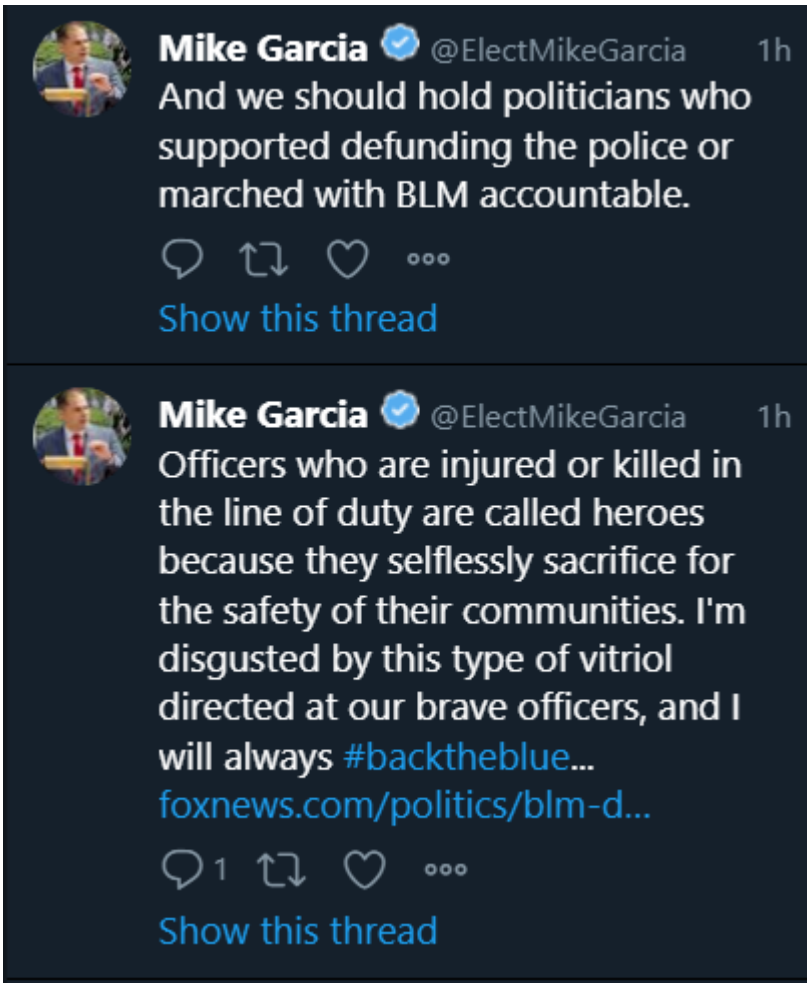 Mike Garcia @ElectMikeGarcia 1h
And we should hold politicians who
supported defunding the police or
marched with BLM accountable.
Show this thread
Mike Garcia @ElectMikeGarcia 1h
Officers who are injured or killed in
the line of duty are called heroes
because they selflessly sacrifice for
the safety of their communities. I'm
disgusted by this type of vitriol
directed at our brave officers, and I
will always #backtheblue...
foxnews.com/politics/blm-d...
1
Show this thread